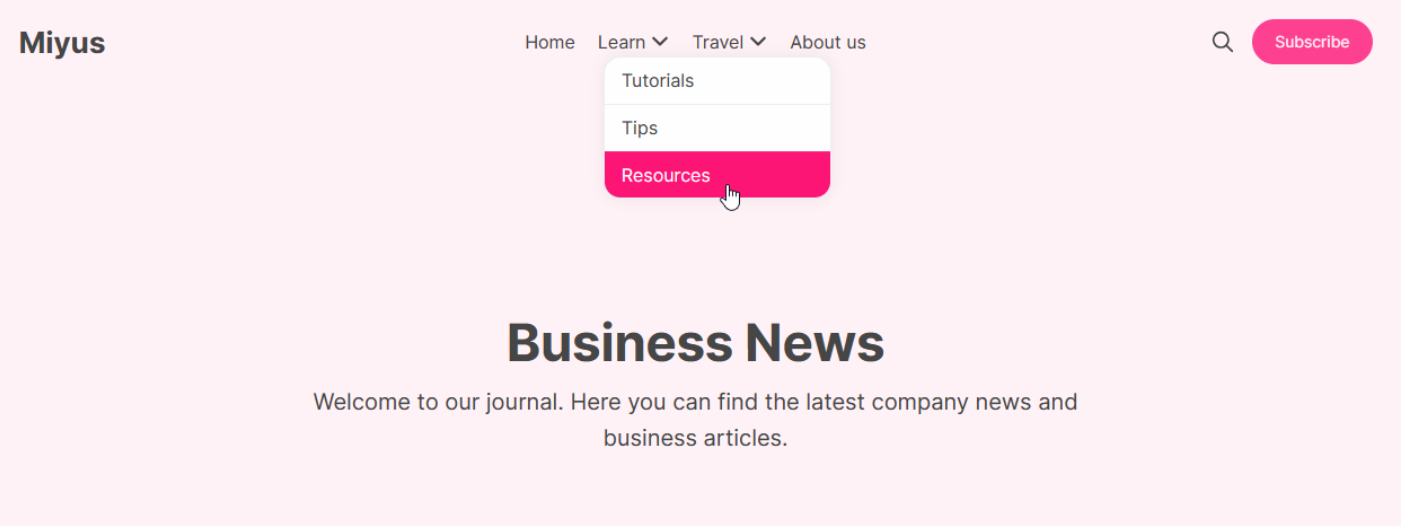 Miyus
Home Learn Travel About us
Subscribe
Tutorials
Tips
Resources
Business News
Welcome to our journal. Here you can find the latest company news and
business articles.